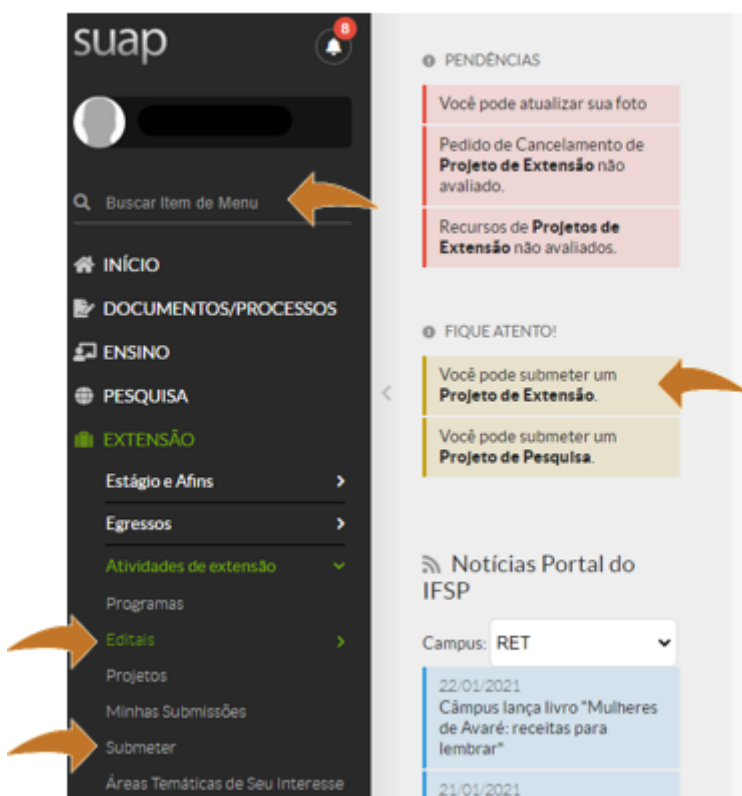 suap
8
Buscar Item de Menu
INÍCIO
DOCUMENTOS/PROCESSOS
ENSINO
PESQUISA
EXTENSÃO
Estágio e Afins
Egressos
Atividades de extensão
Programas
Editais
Projetos
Minhas Submissões
Submeter
Áreas Temáticas de Seu Interesse
PENDÊNCIAS
Você pode atualizar sua foto
Pedido de Cancelamento de
Projeto de Extensão não
avaliado.
Recursos de Projetos de
Extensão não avaliados.
FIQUE ATENTO!
Você pode submeter um
Projeto de Extensão.
Você pode submeter um
Projeto de Pesquisa.
Notícias Portal do
IFSP
Campus: RET
22/01/2021
Câmpus lança livro "Mulheres
de Avaré: receitas para
lembrar"
21/01/2021